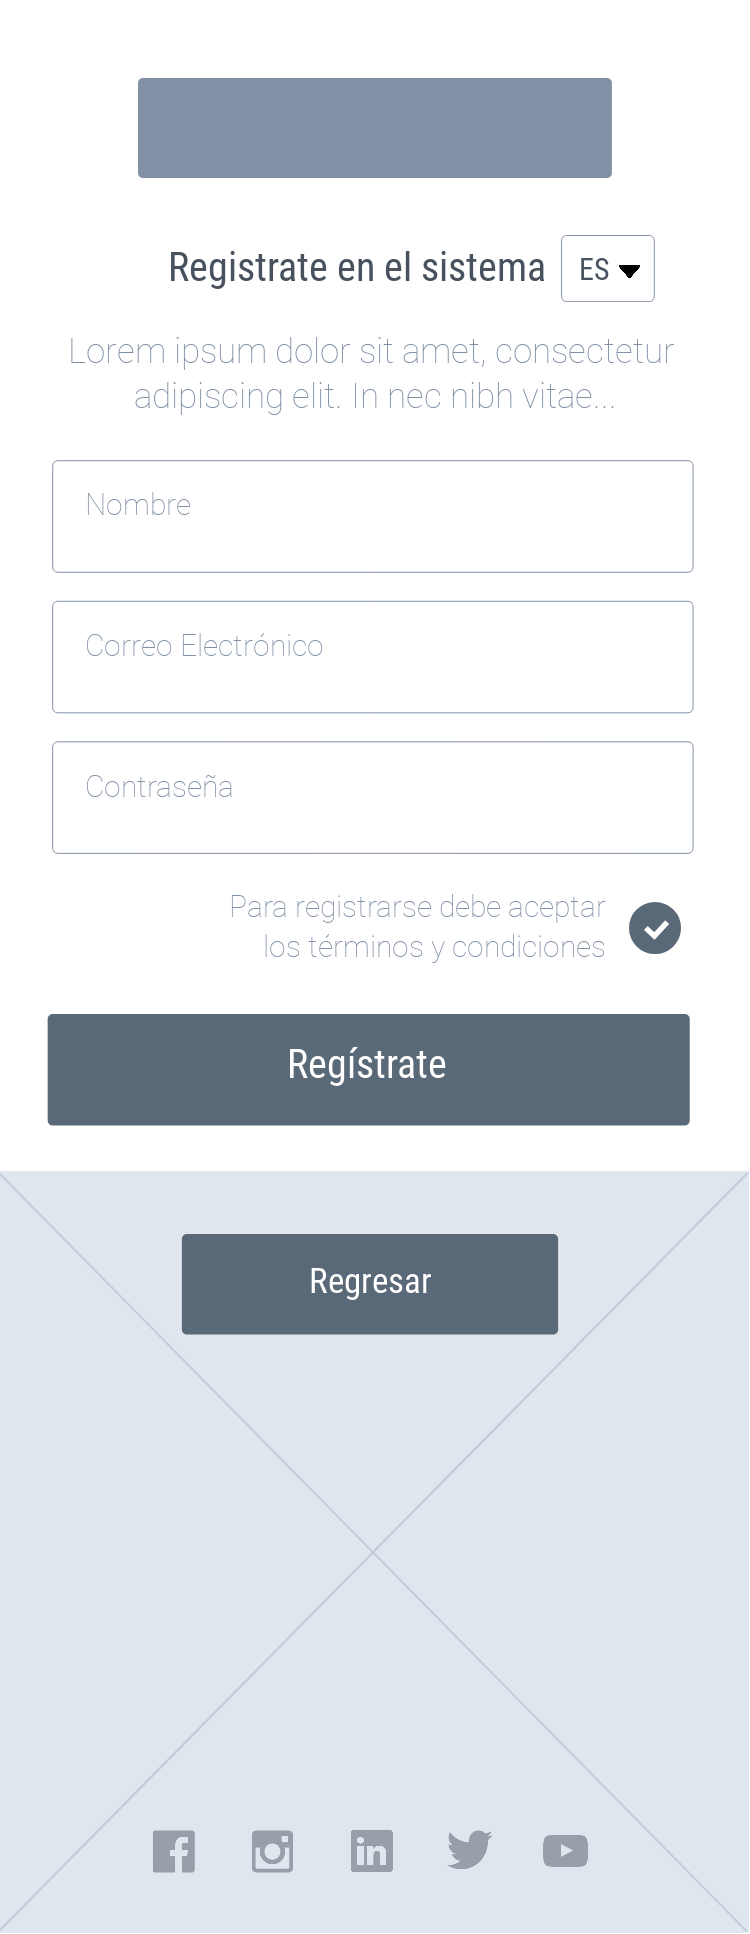 Registrate en el sistema ES
Lorem ipsum dolor sit amet, consectetur
adipiscing elit. In nec nibh vitae...
Nombre
Correo Electrónico
Contraseña
Para registrarse debe aceptar
los términos y condiciones
Regístrate
Regresar